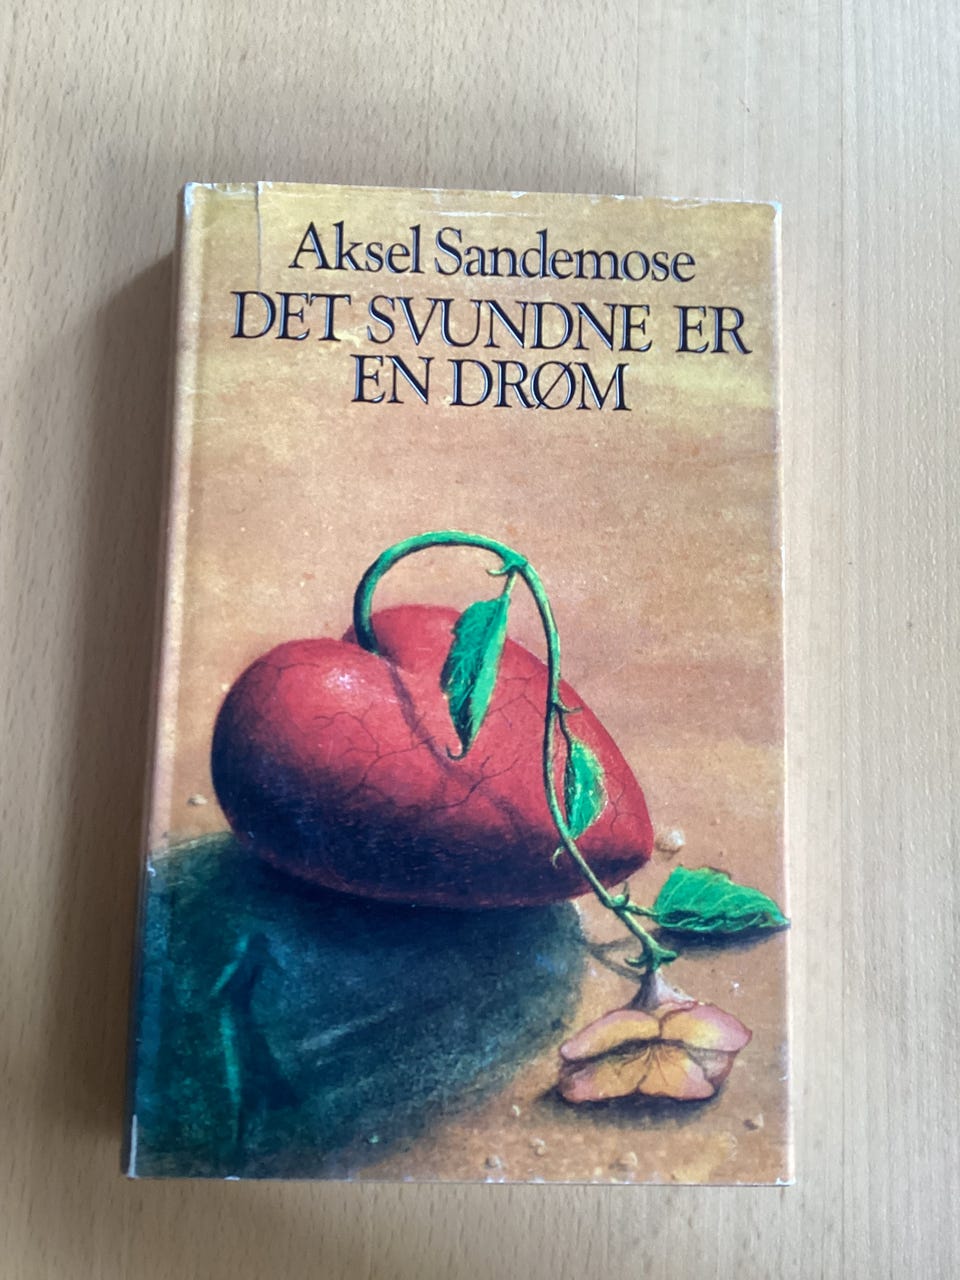 Aksel Sandemose
DET SVUNDNE ER
EN DRØM